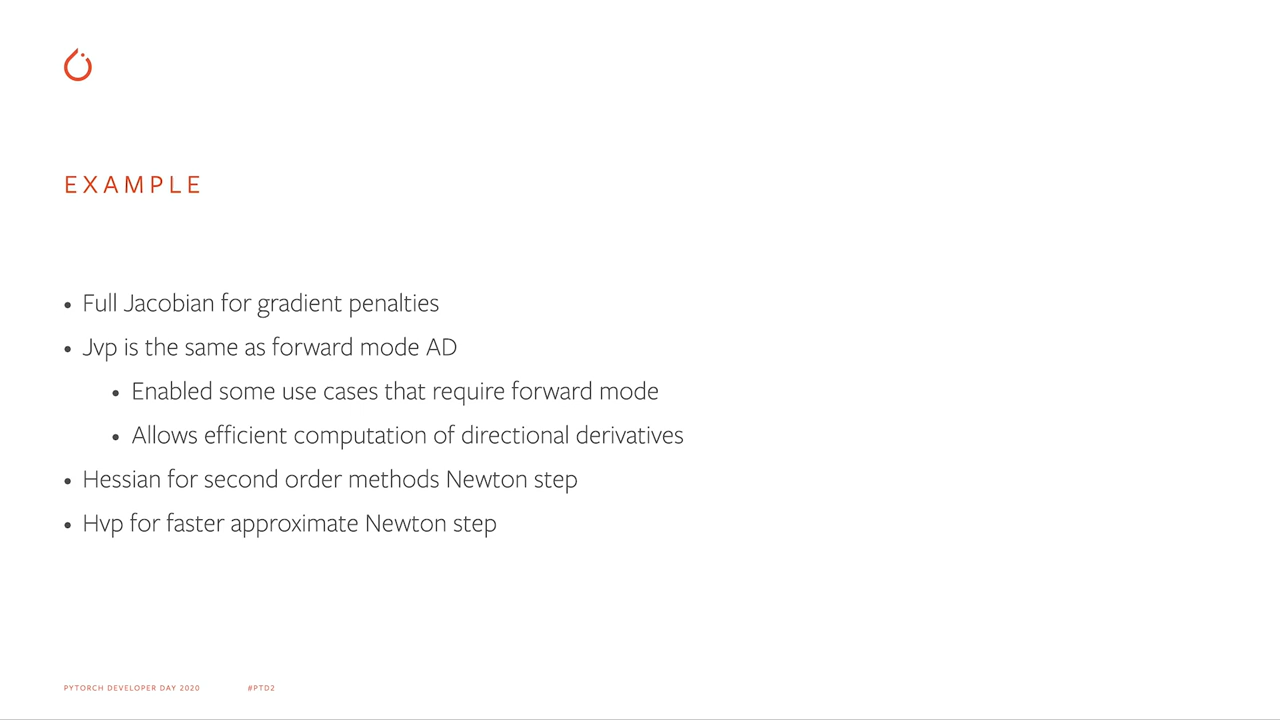 EXAMPLE
• Full Jacobian for gradient penalties
• Jvp is the same as forward mode AD
• Enabled some use cases that require forward mode
• Allows efficient computation of directional derivatives
• Hessian for second order methods Newton step
• Hvp for faster approximate Newton step
PYTORCH DEVELOPER DAY 2020 #PTD2